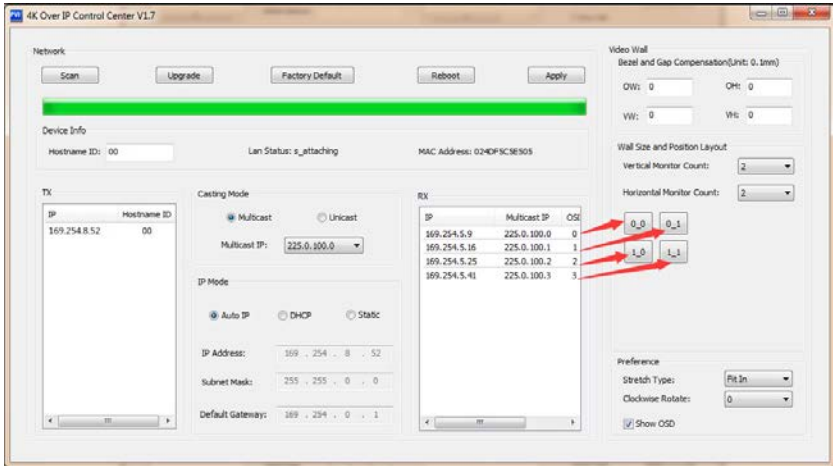 4K Over IP Control Center V1.7
Network
Scan
Upgrade
Factory Default
Reboot
Apply
Device Info
Hostname ID: 00
Lan Status: s_attaching
MAC Address: 024DF5C5E505
TX
IP Hostname ID
169.254.8.52 00
Casting Mode
Multicast
Unicast
Multicast IP: 225.0.100.0
IP Mode
Auto IP
DHCP
Static
IP Address: 169 . 254 . 8 . 52
Subnet Mask: 255 . 255 . 0 . 0
Default Gateway: 169 . 254 . 0 . 1
RX
IP Multicast IP OSD
169.254.5.9 225.0.100.0 0
169.254.5.16 225.0.100.1 1
169.254.5.25 225.0.100.2 2
169.254.5.41 225.0.100.3 3
Video Wall
Bezel and Gap Compensation(Unit: 0.1mm)
OW: 0 OH: 0
VW: 0 VH: 0
Wall Size and Position Layout
Vertical Monitor Count: 2
Horizontal Monitor Count: 2
0_0 0_1
1_0 1_1
Preference
Stretch Type: Fit In
Clockwise Rotate: 0
Show OSD